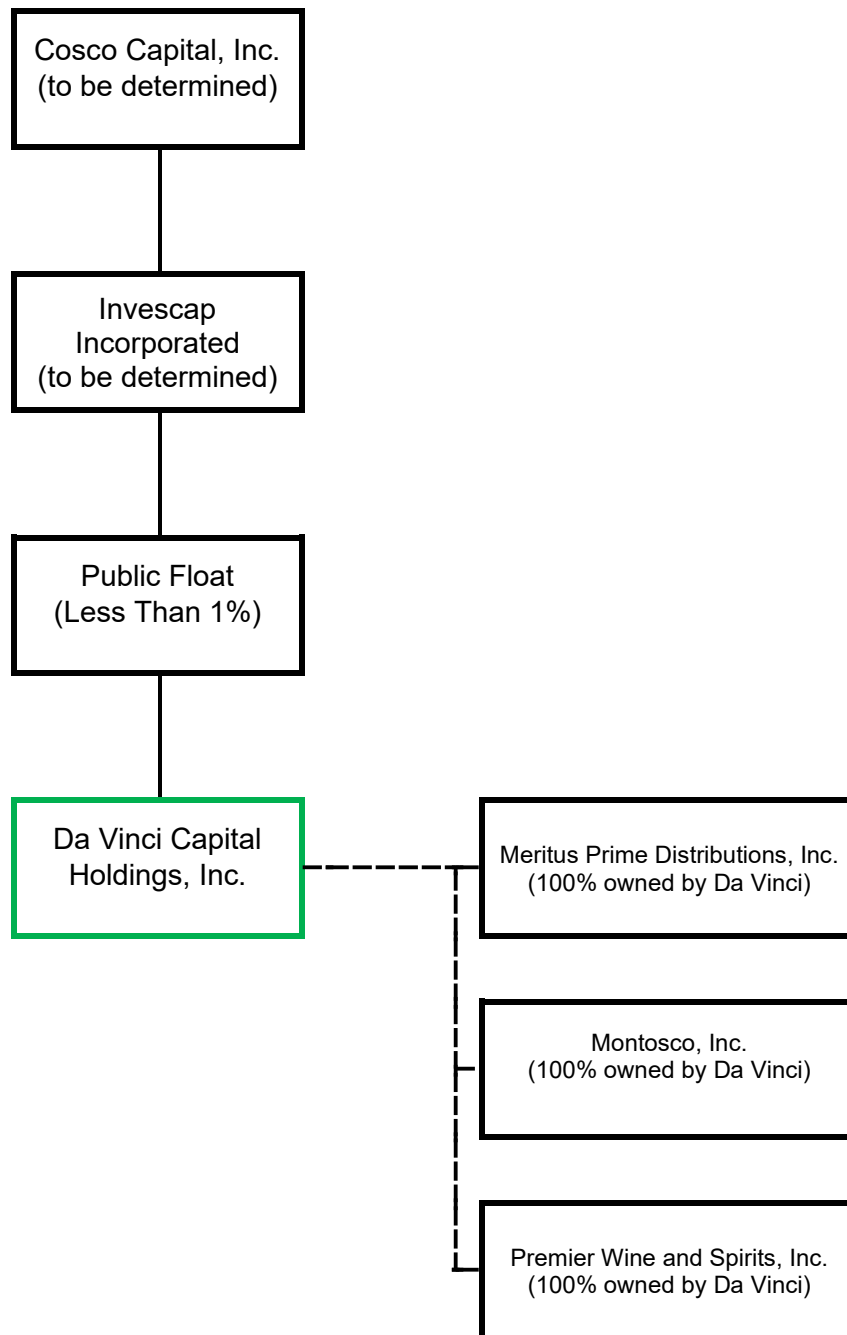 Cosco Capital, Inc.
(to be determined)
Invescap
Incorporated
(to be determined)
Public Float
(Less Than 1%)
Da Vinci Capital
Holdings, Inc.
Meritus Prime Distributions, Inc.
(100% owned by Da Vinci)
Montosco, Inc.
(100% owned by Da Vinci)
Premier Wine and Spirits, Inc.
(100% owned by Da Vinci)